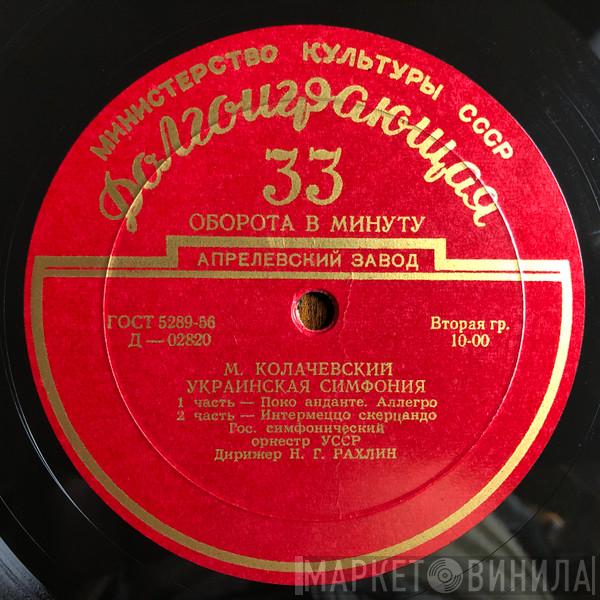 МИНИСТЕРСТВО КУЛЬТУРЫ СССР
Долгоиграющая
33
ОБОРОТА В МИНУТУ
АПРЕЛЕВСКИЙ ЗАВОД
ГОСТ 5289-56
Д — 02820
Вторая гр.
10-00
М. КОЛАЧЕВСКИЙ
УКРАИНСКАЯ СИМФОНИЯ
1 часть — Поко анданте. Аллегро
2 часть — Интермеццо скерцандо
Гос. симфонический
оркестр УССР
Дирижер Н. Г. РАХЛИН
МАРКЕТ ВИНИЛА